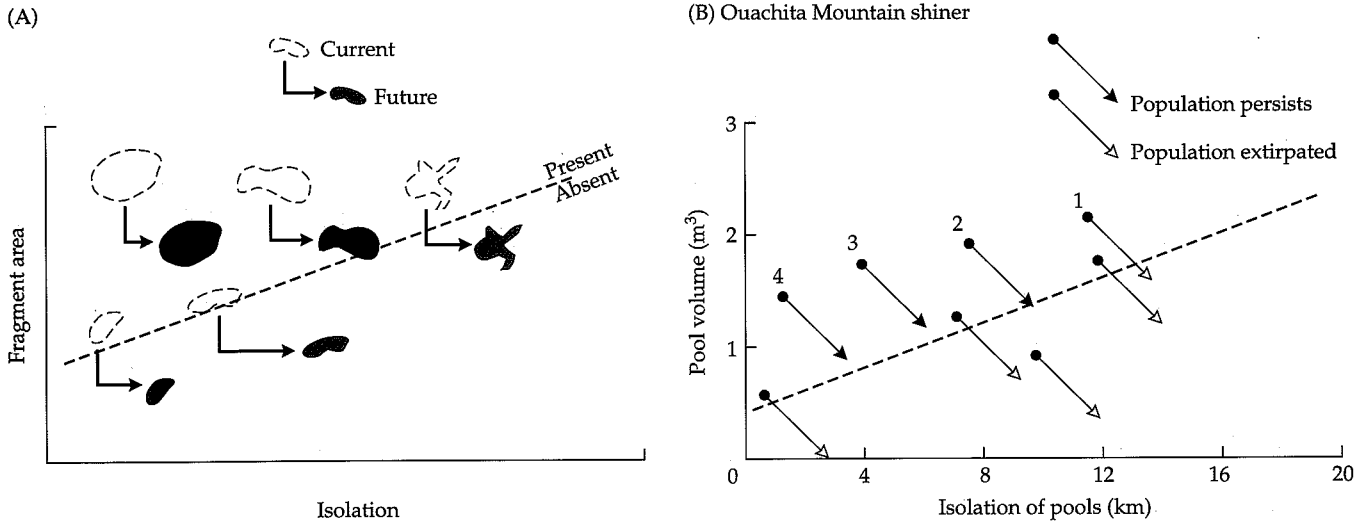 (A)
Current
Future
Present
Absent
Fragment area
Isolation
(B) Ouachita Mountain shiner
Population persists
Population extirpated
3
2
1
0
4
8
12
16
20
1
2
3
4
Pool volume (m³)
Isolation of pools (km)